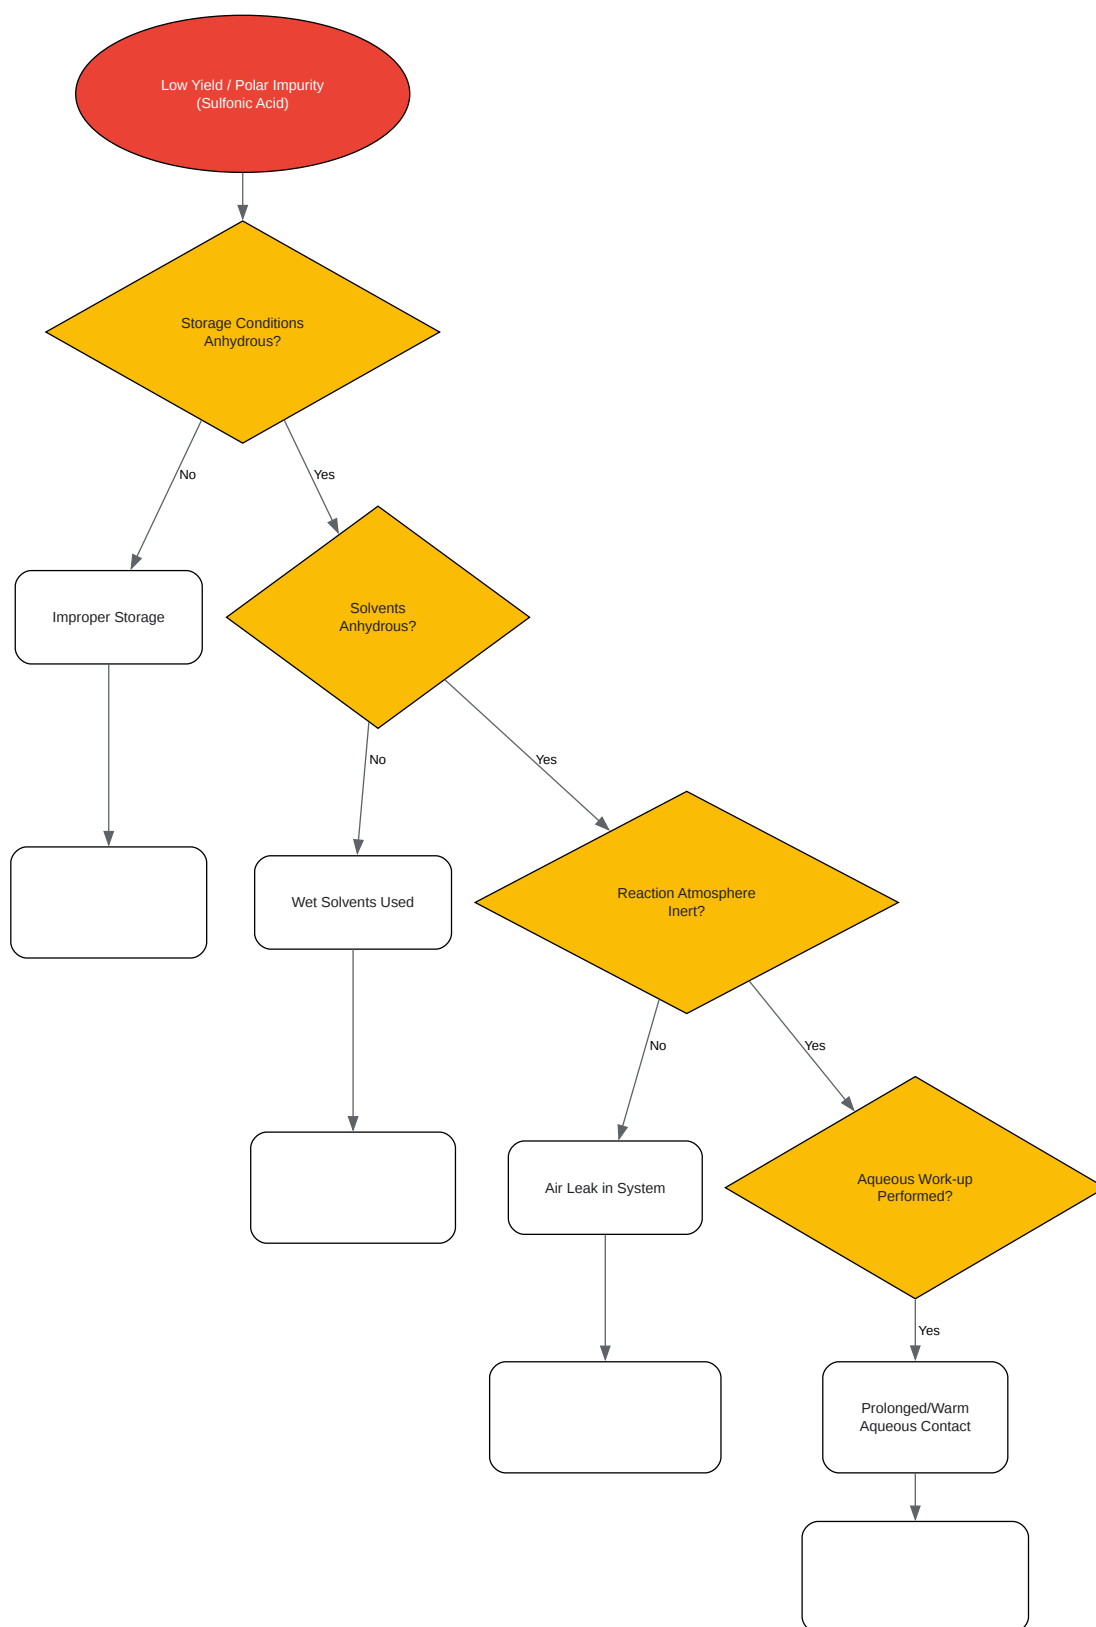 Low Yield / Polar Impurity
(Sulfonic Acid)
Storage Conditions
Anhydrous?
No
Yes
Improper Storage
Solvents
Anhydrous?
No
Yes
Wet Solvents Used
Reaction Atmosphere
Inert?
No
Yes
Air Leak in System
Aqueous Work-up
Performed?
Yes
Prolonged/Warm
Aqueous Contact